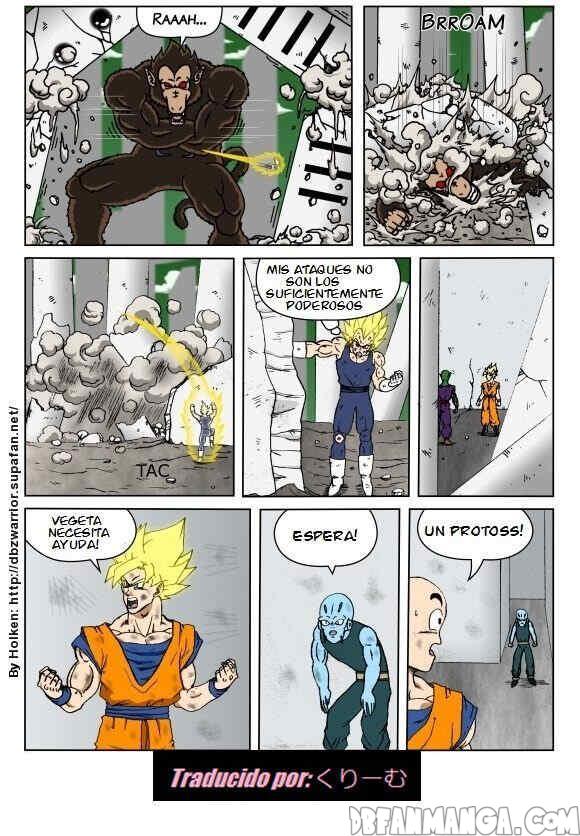 RAAAH...
BRROAM
TAC
MIS ATAQUES NO
SON LOS
SUFICIENTEMENTE
PODEROSOS
VEGETA
NECESITA
AYUDA!
ESPERA!
UN PROTOSS!
By Holken: http://dbzwarrior.supafan.net/
Traducido por: くりーむ
DBFANMANGA.COM